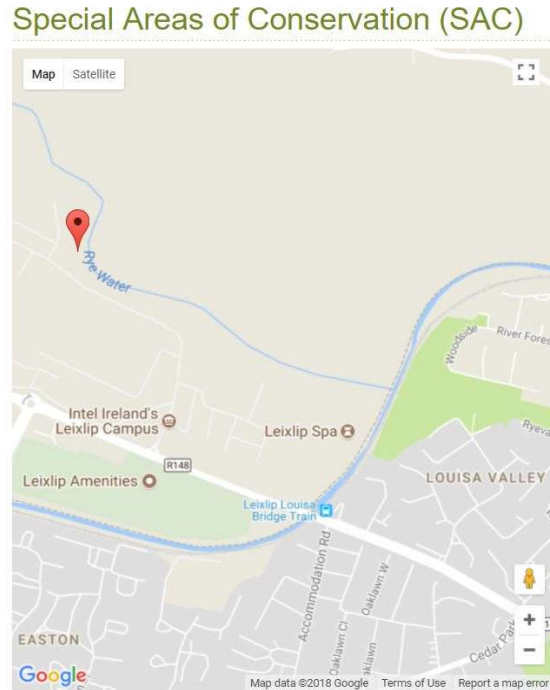 Special Areas of Conservation (SAC)
Map Satellite
Rye Water
Woodside
River Fores
Intel Ireland's
Leixlip Campus
Leixlip Spa
Ryeva
R148
Leixlip Amenities
LOUISA VALLEY
Leixlip Louisa
Bridge Train
Accommodation Rd
Oaklawn W
Oaklawn Cl
Oaklawn
EASTON
Cedar Park
+
−
Google
Map data ©2018 Google Terms of Use Report a map error